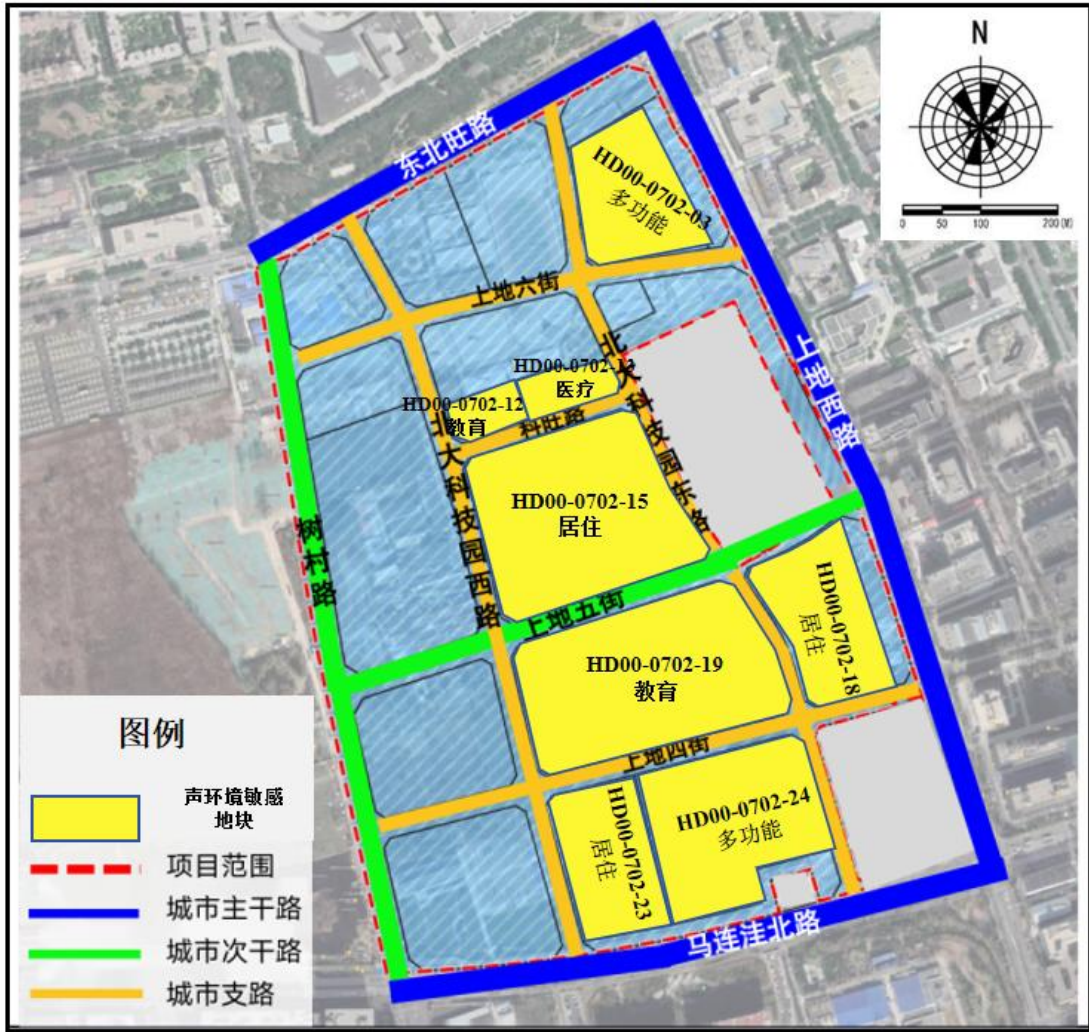 N
0 50 100 200 (M)
东北旺路
HD00-0702-03
多功能
上地六街
北大科技园东路
上地西路
HD00-0702-13
医疗
HD00-0702-12
教育
科旺路
北大科技园西路
HD00-0702-15
居住
树村路
上地五街
HD00-0702-18
居住
HD00-0702-19
教育
上地四街
HD00-0702-24
多功能
HD00-0702-23
居住
马连洼北路
图例
声环境敏感
地块
项目范围
城市主干路
城市次干路
城市支路